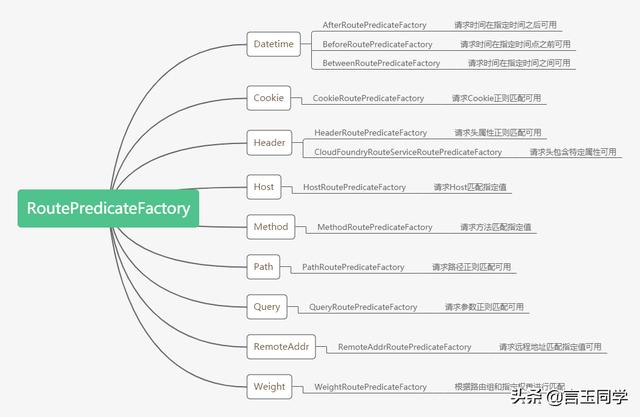 AfterRoutePredicateFactory 请求时间在指定时间之后可用
Datetime BeforeRoutePredicateFactory 请求时间在指定时间点之前可用
BetweenRoutePredicateFactory 请求时间在指定时间之间可用
Cookie CookieRoutePredicateFactory 请求Cookie正则匹配可用
HeaderRoutePredicateFactory 请求头属性正则匹配可用
Header
CloudFoundryRouteServiceRoutePredicateFactory 请求头包含特定属性可用
Host HostRoutePredicateFactory 请求Host匹配指定值
RoutePredicateFactory
Method MethodRoutePredicateFactory 请求方法匹配指定值
Path PathRoutePredicateFactory 请求路径正则匹配可用
Query QueryRoutePredicateFactory 请求参数正则匹配可用
RemoteAddr RemoteAddrRoutePredicateFactory 请求远程地址匹配指定值可用
Weight WeightRoutePredicateFactory 根据路由组和指定权重进行匹配
头条 @言玉同学